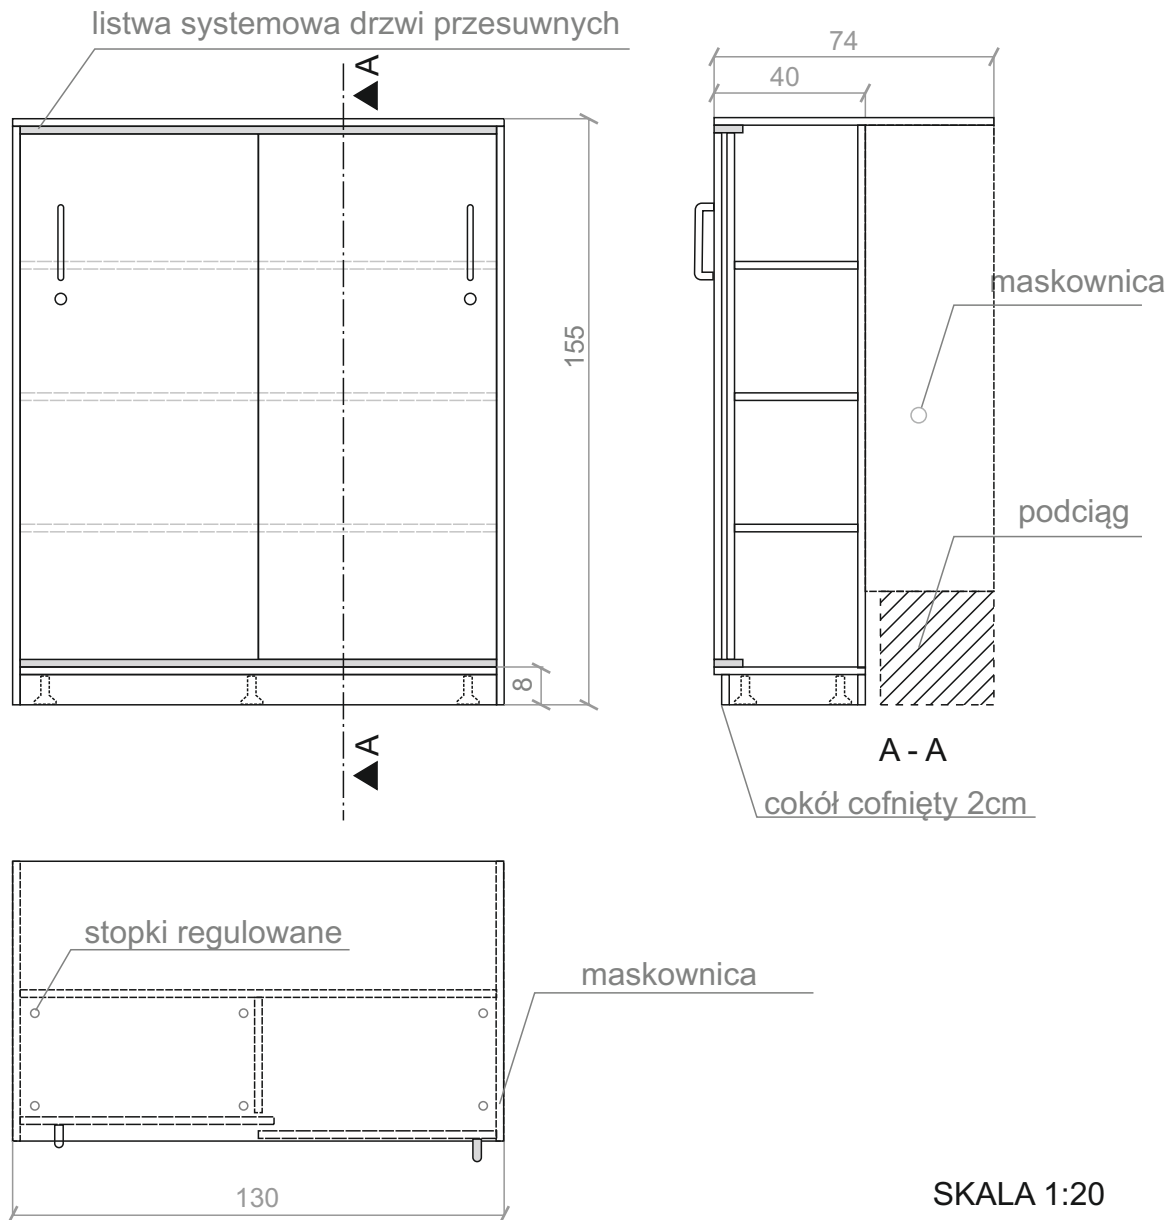 listwa systemowa drzwi przesuwnych
A
74
40
maskownica
155
podciąg
8
A
A - A
cokół cofnięty 2cm
stopki regulowane
maskownica
130
SKALA 1:20